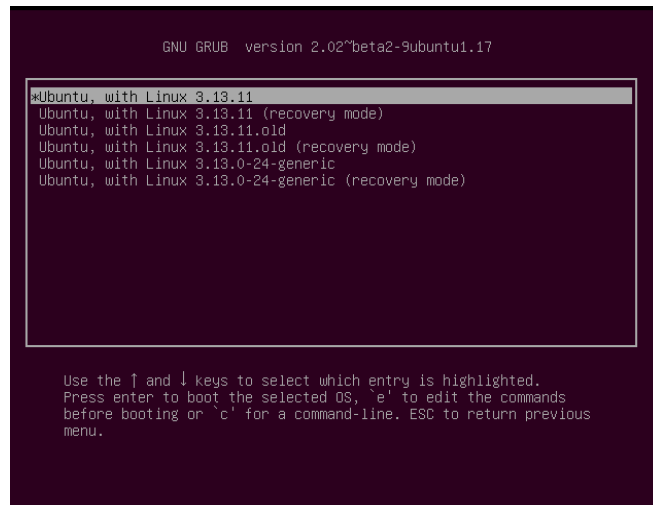 GNU GRUB  version 2.02~beta2-9ubuntu1.17
*Ubuntu, with Linux 3.13.11
Ubuntu, with Linux 3.13.11 (recovery mode)
Ubuntu, with Linux 3.13.11.old
Ubuntu, with Linux 3.13.11.old (recovery mode)
Ubuntu, with Linux 3.13.0-24-generic
Ubuntu, with Linux 3.13.0-24-generic (recovery mode)
Use the ↑ and ↓ keys to select which entry is highlighted.
Press enter to boot the selected OS, `e' to edit the commands
before booting or `c' for a command-line. ESC to return previous
menu.